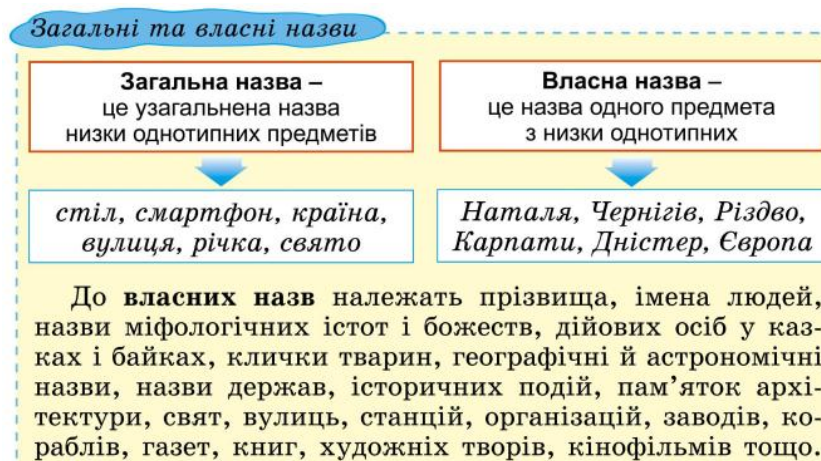 Загальні та власні назви
Загальна назва –
це узагальнена назва
низки однотипних предметів
Власна назва –
це назва одного предмета
з низки однотипних
стіл, смартфон, країна,
вулиця, річка, свято
Наталя, Чернігів, Різдво,
Карпати, Дністер, Європа
До власних назв належать прізвища, імена людей,
назви міфологічних істот і божеств, дійових осіб у каз-
ках і байках, клички тварин, географічні й астрономічні
назви, назви держав, історичних подій, пам’яток архі-
тектури, свят, вулиць, станцій, організацій, заводів, ко-
раблів, газет, книг, художніх творів, кінофільмів тощо.